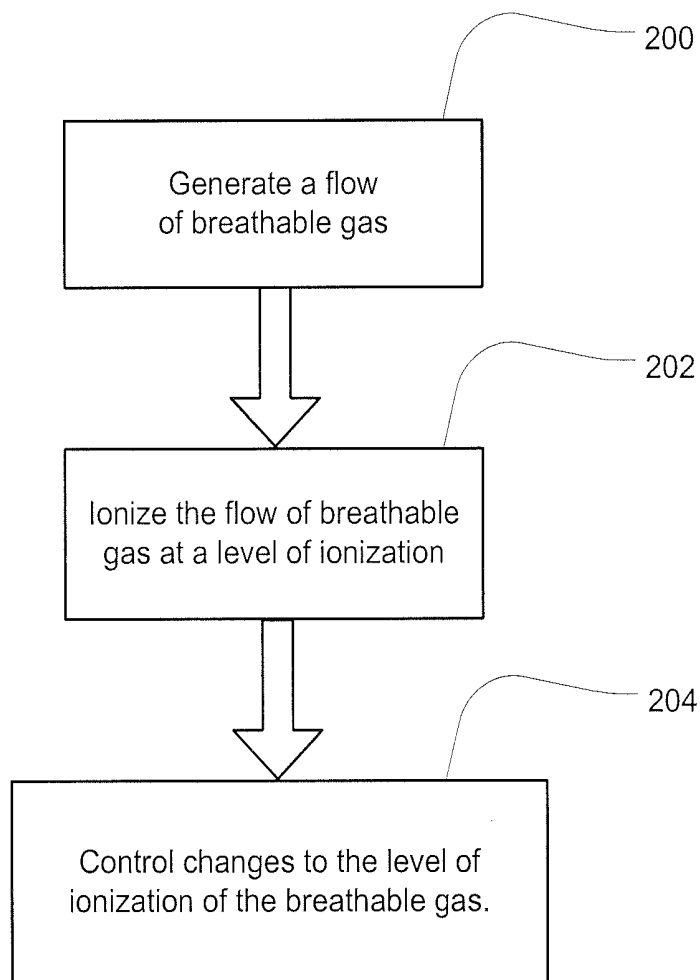 200
Generate a flow
of breathable gas
202
Ionize the flow of breathable
gas at a level of ionization
204
Control changes to the level of
ionization of the breathable gas.